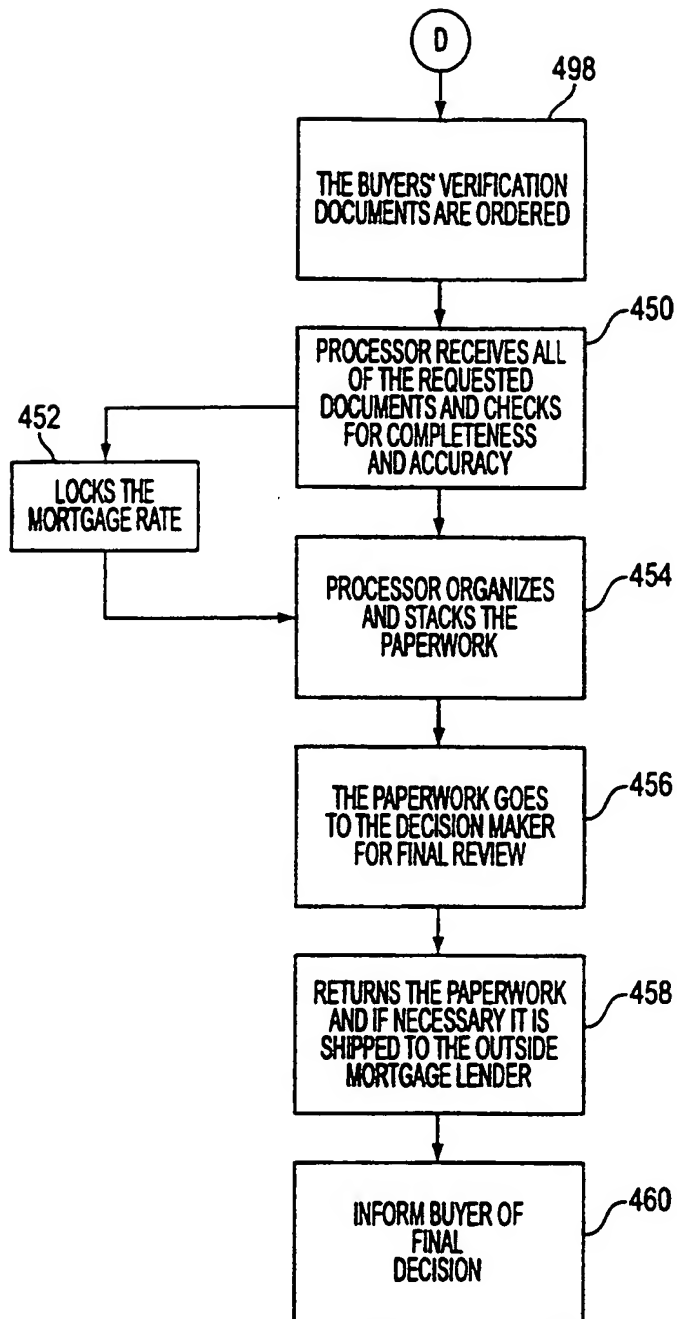 D
498
THE BUYERS' VERIFICATION
DOCUMENTS ARE ORDERED
450
PROCESSOR RECEIVES ALL
OF THE REQUESTED
DOCUMENTS AND CHECKS
FOR COMPLETENESS
AND ACCURACY
452
LOCKS THE
MORTGAGE RATE
454
PROCESSOR ORGANIZES
AND STACKS THE
PAPERWORK
456
THE PAPERWORK GOES
TO THE DECISION MAKER
FOR FINAL REVIEW
458
RETURNS THE PAPERWORK
AND IF NECESSARY IT IS
SHIPPED TO THE OUTSIDE
MORTGAGE LENDER
460
INFORM BUYER OF
FINAL
DECISION